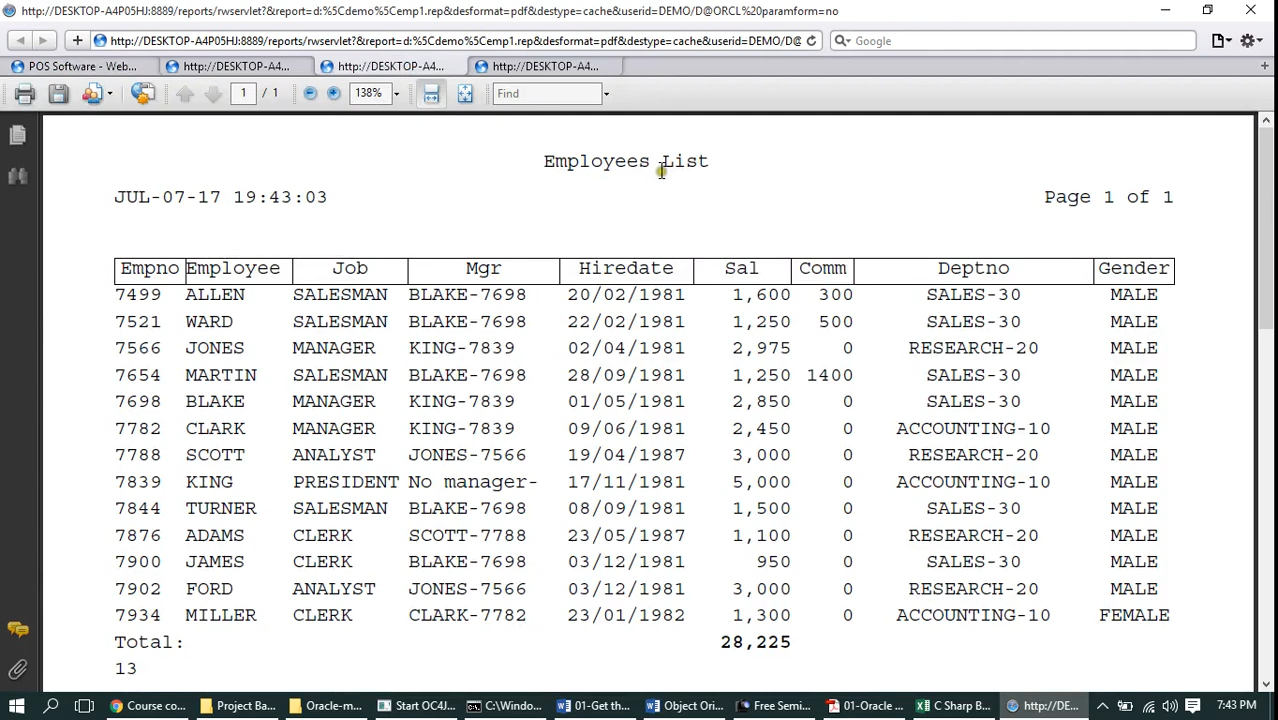 http://DESKTOP-A4P05HJ:8889/reports/rwservlet?&report=d:%5Cdemo%5Cemp1.rep&desformat=pdf&destype=cache&userid=DEMO/D@ORCL%20paramform=no
http://DESKTOP-A4P05HJ:8889/reports/rwservlet?&report=d:%5Cdemo%5Cemp1.rep&desformat=pdf&destype=cache&userid=DEMO/D@ Google
POS Software - Web... http://DESKTOP-A4... http://DESKTOP-A4... http://DESKTOP-A4...
1 / 1 138% Find
Employees List
JUL-07-17 19:43:03 Page 1 of 1
Empno Employee Job Mgr Hiredate Sal Comm Deptno Gender
7499 ALLEN SALESMAN BLAKE-7698 20/02/1981 1,600 300 SALES-30 MALE
7521 WARD SALESMAN BLAKE-7698 22/02/1981 1,250 500 SALES-30 MALE
7566 JONES MANAGER KING-7839 02/04/1981 2,975 0 RESEARCH-20 MALE
7654 MARTIN SALESMAN BLAKE-7698 28/09/1981 1,250 1400 SALES-30 MALE
7698 BLAKE MANAGER KING-7839 01/05/1981 2,850 0 SALES-30 MALE
7782 CLARK MANAGER KING-7839 09/06/1981 2,450 0 ACCOUNTING-10 MALE
7788 SCOTT ANALYST JONES-7566 19/04/1987 3,000 0 RESEARCH-20 MALE
7839 KING PRESIDENT No manager- 17/11/1981 5,000 0 ACCOUNTING-10 MALE
7844 TURNER SALESMAN BLAKE-7698 08/09/1981 1,500 0 SALES-30 MALE
7876 ADAMS CLERK SCOTT-7788 23/05/1987 1,100 0 RESEARCH-20 MALE
7900 JAMES CLERK BLAKE-7698 03/12/1981 950 0 SALES-30 MALE
7902 FORD ANALYST JONES-7566 03/12/1981 3,000 0 RESEARCH-20 MALE
7934 MILLER CLERK CLARK-7782 23/01/1982 1,300 0 ACCOUNTING-10 FEMALE
Total: 28,225
13
Course co... Project Ba... Oracle-m... Start OC4J... C:\Windo... 01-Get th... Object Ori... Free Semi... 01-Oracle ... C Sharp B... http://DE... 7:43 PM